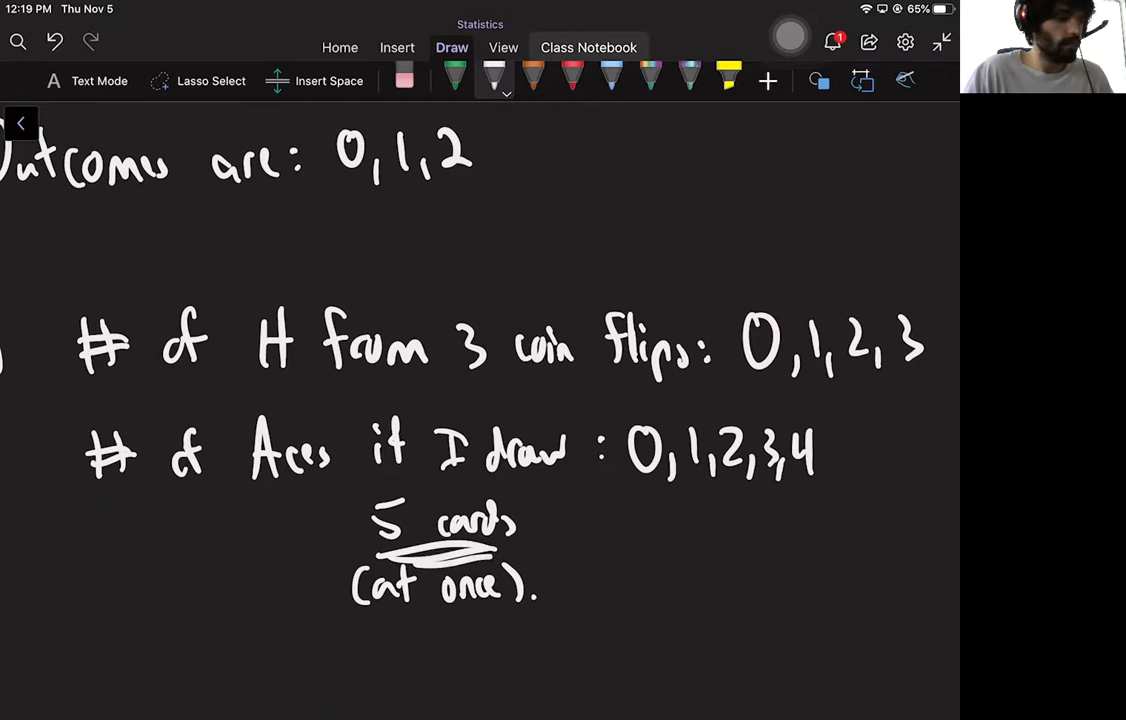 12:19 PM Thu Nov 5
65%
Statistics
Home Insert Draw View Class Notebook
1
A Text Mode Lasso Select Insert Space
Outcomes are: 0, 1, 2
# of H from 3 coin flips: 0, 1, 2, 3
# of Aces if I draw : 0, 1, 2, 3, 4
5 cards
(at once).